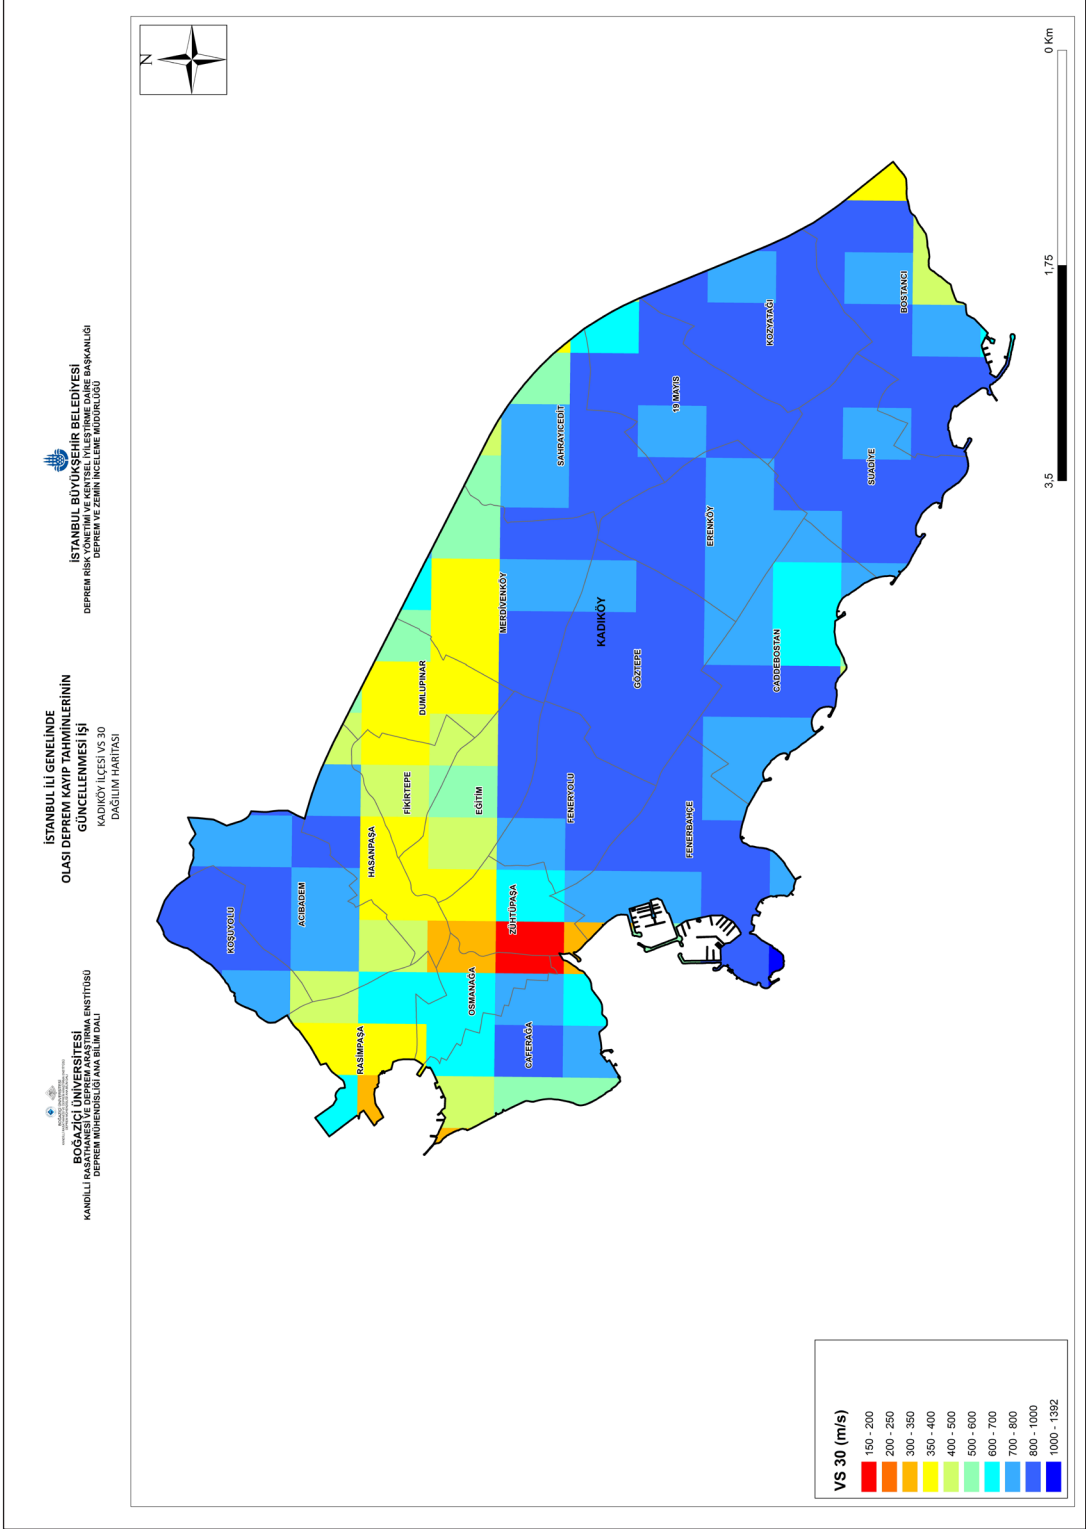 BOĞAZİÇİ ÜNİVERSİTESİ
KANDİLLİ RASATHANESİ VE DEPREM ARAŞTIRMA ENSTİTÜSÜ
DEPREM MÜHENDİSLİĞİ ANA BİLİM DALI
İSTANBUL İLİ GENELİNDE
OLASI DEPREM KAYIP TAHMİNLERİNİN
GÜNCELLENMESİ İŞİ
KADIKÖY İLÇESİ VS 30
DAĞILIM HARİTASI
İSTANBUL BÜYÜKŞEHİR BELEDİYESİ
DEPREM RİSK YÖNETİMİ VE KENTSEL İYİLEŞTİRME DAİRE BAŞKANLIĞI
DEPREM VE ZEMİN İNCELEME MÜDÜRLÜĞÜ
N
KOŞUYOLU
ACIBADEM
RASİMPAŞA
HASANPAŞA
FİKİRTEPE
DUMLUPINAR
OSMANAĞA
EĞİTİM
MERDİVENKÖY
CAFERAĞA
ZÜHTÜPAŞA
FENERYOLU
SAHRAYICEDİT
KADIKÖY
GÖZTEPE
19 MAYIS
FENERBAHÇE
ERENKÖY
KOZYATAĞI
CADDEBOSTAN
SUADİYE
BOSTANCI
VS 30 (m/s)
150 - 200
200 - 250
300 - 350
350 - 400
400 - 500
500 - 600
600 - 700
700 - 800
800 - 1000
1000 - 1392
3,5 1,75 0 Km